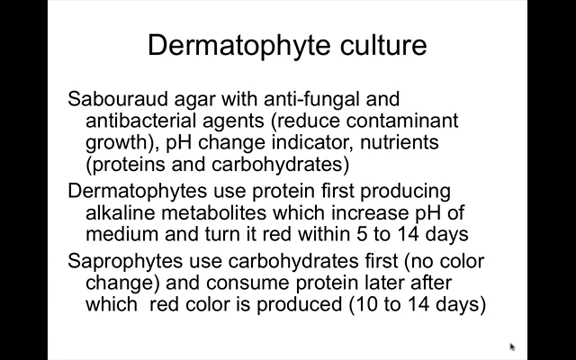 Dermatophyte culture
Sabouraud agar with anti-fungal and
antibacterial agents (reduce contaminant
growth), pH change indicator, nutrients
(proteins and carbohydrates)
Dermatophytes use protein first producing
alkaline metabolites which increase pH of
medium and turn it red within 5 to 14 days
Saprophytes use carbohydrates first (no color
change) and consume protein later after
which red color is produced (10 to 14 days)